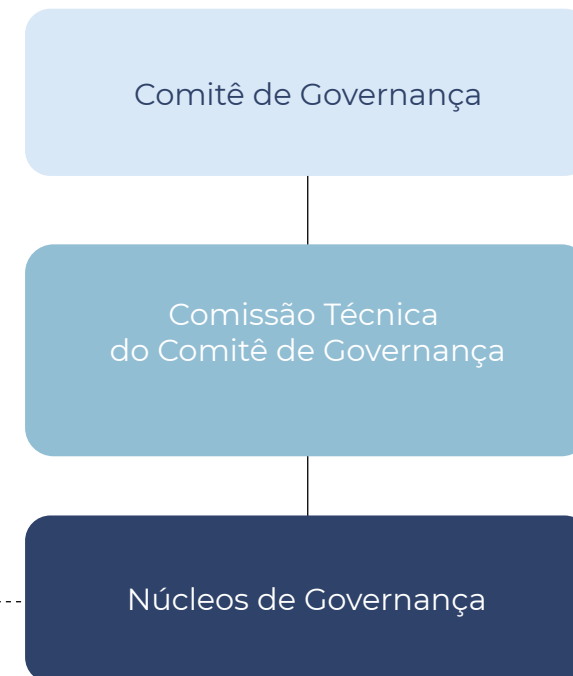 Comitê de Governança
Comissão Técnica
do Comitê de Governança
Núcleos de Governança